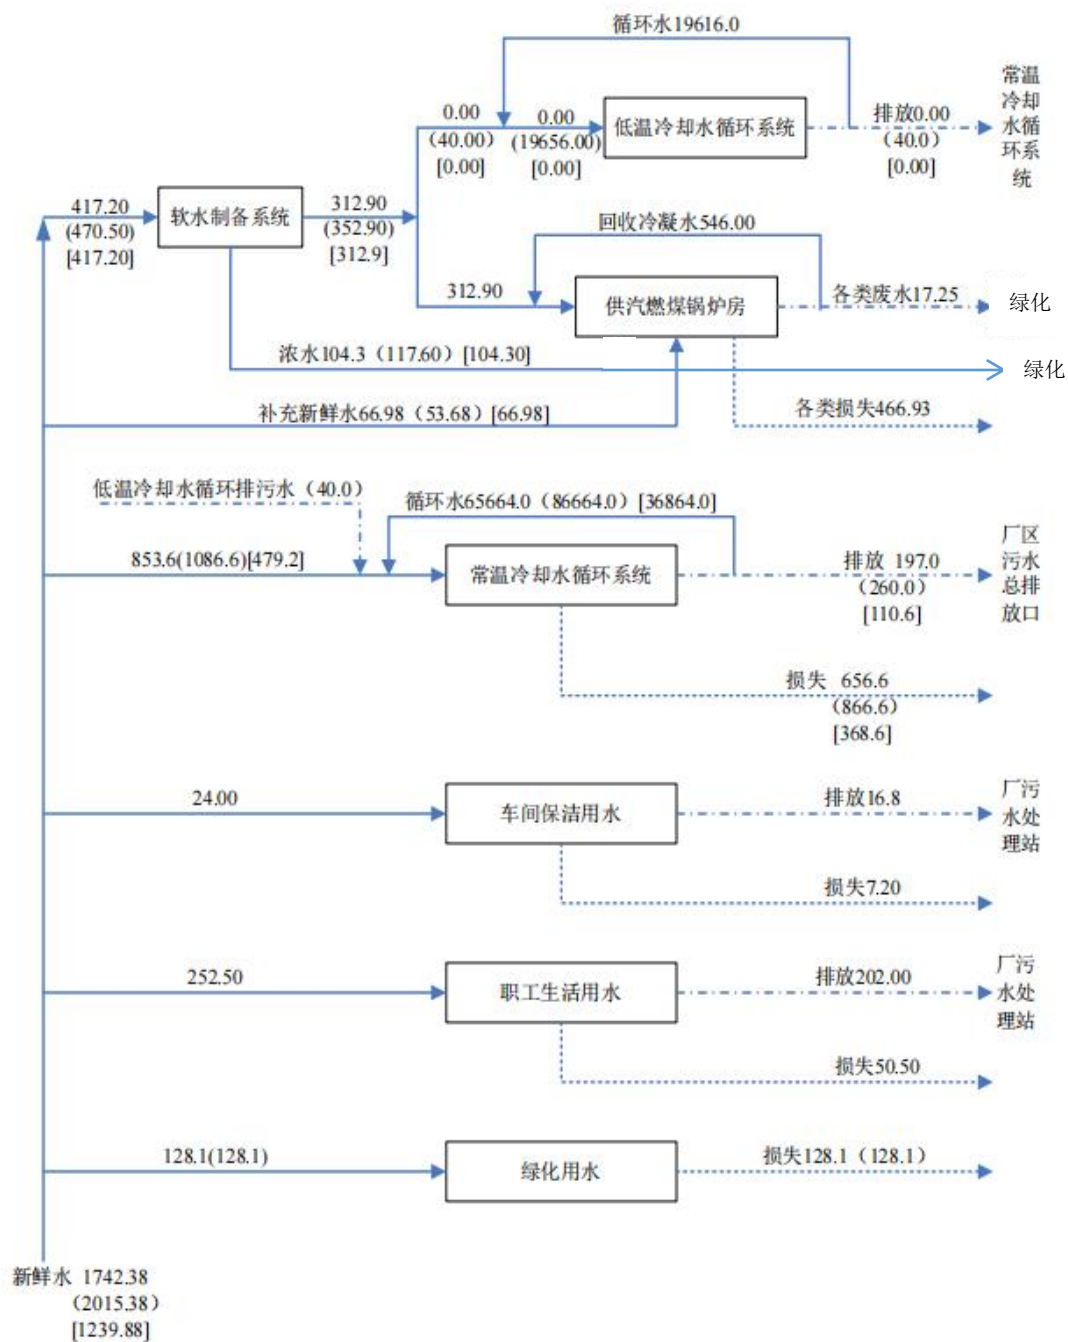 循环水19616.0
常温
冷却
水循
环系
统
0.00
(40.00)
[0.00]
0.00
(19656.00)
[0.00]
低温冷却水循环系统
排放0.00
(40.0)
[0.00]
417.20
(470.50)
[417.20]
软水制备系统
312.90
(352.90)
[312.9]
回收冷凝水546.00
312.90
供汽燃煤锅炉房
各类废水17.25
绿化
浓水104.3（117.60）[104.30]
绿化
补充新鲜水66.98（53.68）[66.98]
各类损失466.93
低温冷却水循环排污水（40.0）
循环水65664.0（86664.0）[36864.0]
853.6(1086.6)[479.2]
常温冷却水循环系统
排放 197.0
（260.0）
[110.6]
厂区
污水
总排
放口
损失 656.6
（866.6）
[368.6]
24.00
车间保洁用水
排放16.8
厂污
水处
理站
损失7.20
252.50
职工生活用水
排放202.00
厂污
水处
理站
损失50.50
128.1(128.1)
绿化用水
损失128.1（128.1）
新鲜水 1742.38
（2015.38）
[1239.88]